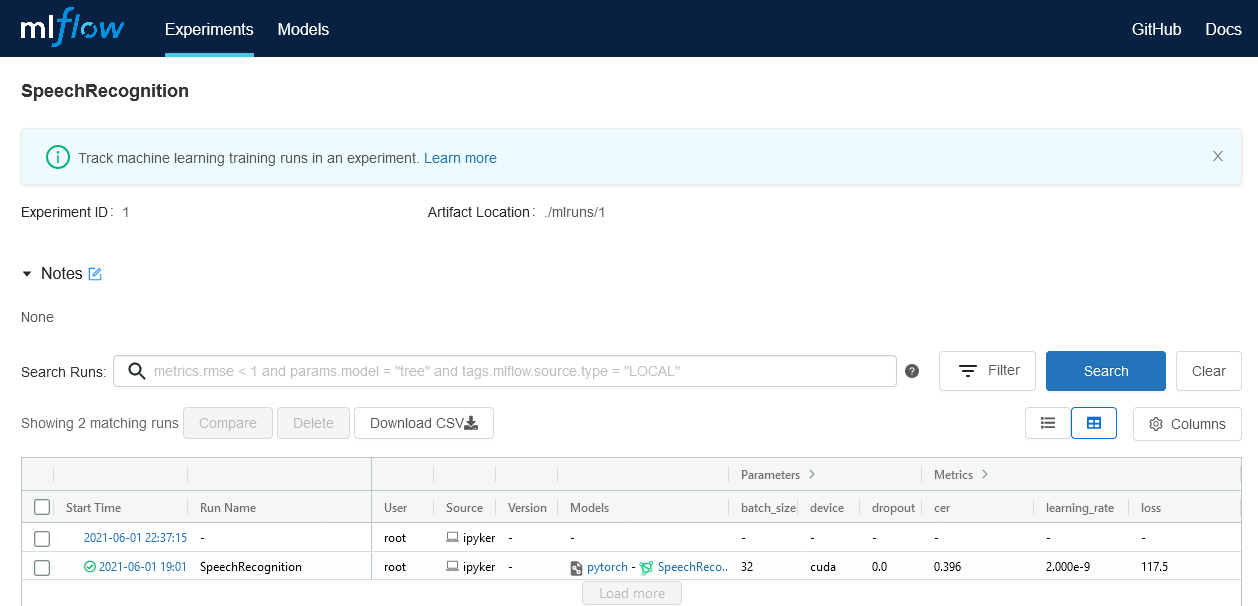 mlflow Experiments Models GitHub Docs
SpeechRecognition
Track machine learning training runs in an experiment. Learn more
Experiment ID: 1 Artifact Location: ./mlruns/1
Notes
None
Search Runs: metrics.rmse < 1 and params.model = "tree" and tags.mlflow.source.type = "LOCAL" ? Filter Search Clear
Showing 2 matching runs Compare Delete Download CSV Columns
Parameters > Metrics >
Start Time Run Name User Source Version Models batch_size device dropout cer learning_rate loss
2021-06-01 22:37:15 - root ipyker - - - - - - - -
2021-06-01 19:01 SpeechRecognition root ipyker - pytorch - SpeechReco.. 32 cuda 0.0 0.396 2.000e-9 117.5
Load more